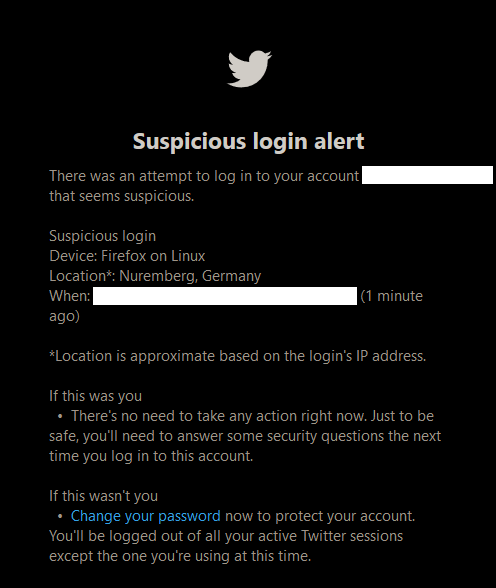 Suspicious login alert
There was an attempt to log in to your account
that seems suspicious.
Suspicious login
Device: Firefox on Linux
Location*: Nuremberg, Germany
When: (1 minute
ago)
*Location is approximate based on the login's IP address.
If this was you
• There's no need to take any action right now. Just to be
safe, you'll need to answer some security questions the next
time you log in to this account.
If this wasn't you
• Change your password now to protect your account.
You'll be logged out of all your active Twitter sessions
except the one you're using at this time.